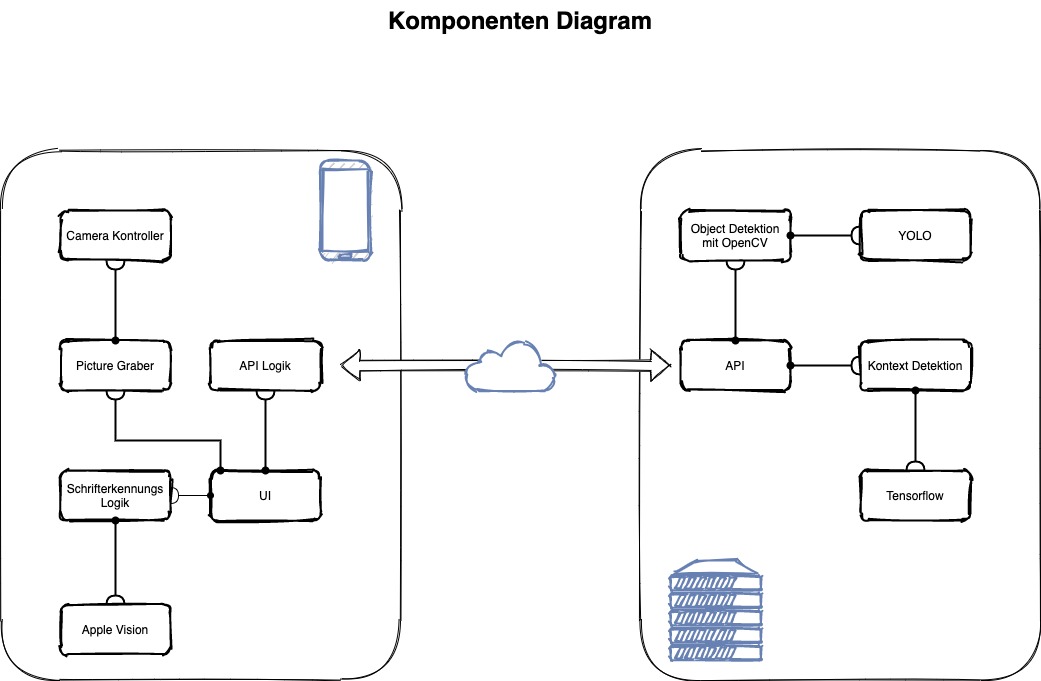 Komponenten Diagram
Camera Kontroller
Picture Graber
API Logik
Schrifterkennungs
Logik
UI
Apple Vision
Object Detektion
mit OpenCV
YOLO
API
Kontext Detektion
Tensorflow